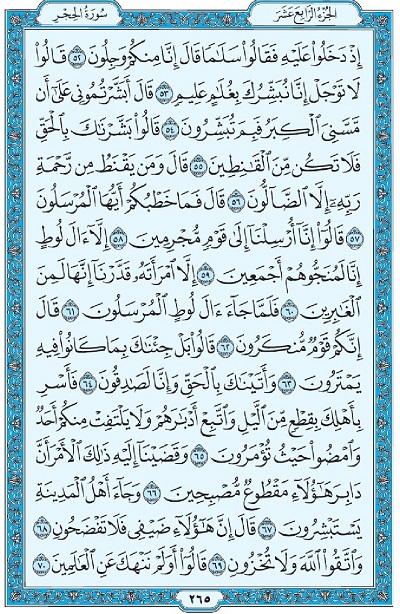 سُورَةُ الحِجْرِ
الجُزْءُ الرَّابِعَ عَشَرَ
إِذْ دَخَلُوا۟ عَلَيْهِ فَقَالُوا۟ سَلَـٰمًا قَالَ إِنَّا مِنكُمْ وَجِلُونَ ٥٢ قَالُوا۟
لَا تَوْجَلْ إِنَّا نُبَشِّرُكَ بِغُلَـٰمٍ عَلِيمٍ ٥٣ قَالَ أَبَشَّرْتُمُونِى عَلَىٰٓ أَن
مَّسَّنِىَ ٱلْكِبَرُ فَبِمَ تُبَشِّرُونَ ٥٤ قَالُوا۟ بَشَّرْنَـٰكَ بِٱلْحَقِّ
فَلَا تَكُن مِّنَ ٱلْقَـٰنِطِينَ ٥٥ قَالَ وَمَن يَقْنَطُ مِن رَّحْمَةِ
رَبِّهِۦٓ إِلَّا ٱلضَّآلُّونَ ٥٦ قَالَ فَمَا خَطْبُكُمْ أَيُّهَا ٱلْمُرْسَلُونَ
٥٧ قَالُوٓا۟ إِنَّآ أُرْسِلْنَآ إِلَىٰ قَوْمٍ مُّجْرِمِينَ ٥٨ إِلَّآ ءَالَ لُوطٍ
إِنَّا لَمُنَجُّوهُمْ أَجْمَعِينَ ٥٩ إِلَّا ٱمْرَأَتَهُۥ قَدَّرْنَآ إِنَّهَا لَمِنَ
ٱلْغَـٰبِرِينَ ٦٠ فَلَمَّا جَآءَ ءَالَ لُوطٍ ٱلْمُرْسَلُونَ ٦١ قَالَ
إِنَّكُمْ قَوْمٌ مُّنكَرُونَ ٦٢ قَالُوا۟ بَلْ جِئْنَـٰكَ بِمَا كَانُوا۟ فِيهِ
يَمْتَرُونَ ٦٣ وَأَتَيْنَـٰكَ بِٱلْحَقِّ وَإِنَّا لَصَـٰدِقُونَ ٦٤ فَأَسْرِ
بِأَهْلِكَ بِقِطْعٍ مِّنَ ٱلَّيْلِ وَٱتَّبِعْ أَدْبَـٰرَهُمْ وَلَا يَلْتَفِتْ مِنكُمْ أَحَدٌ
وَٱمْضُوا۟ حَيْثُ تُؤْمَرُونَ ٦٥ وَقَضَيْنَآ إِلَيْهِ ذَٰلِكَ ٱلْأَمْرَ أَنَّ
دَابِرَ هَـٰٓؤُلَآءِ مَقْطُوعٌ مُّصْبِحِينَ ٦٦ وَجَآءَ أَهْلُ ٱلْمَدِينَةِ
يَسْتَبْشِرُونَ ٦٧ قَالَ إِنَّ هَـٰٓؤُلَآءِ ضَيْفِى فَلَا تَفْضَحُونِ ٦٨
وَٱتَّقُوا۟ ٱللَّهَ وَلَا تُخْزُونِ ٦٩ قَالُوٓا۟ أَوَلَمْ نَنْهَكَ عَنِ ٱلْعَـٰلَمِينَ ٧٠
٢٦٥